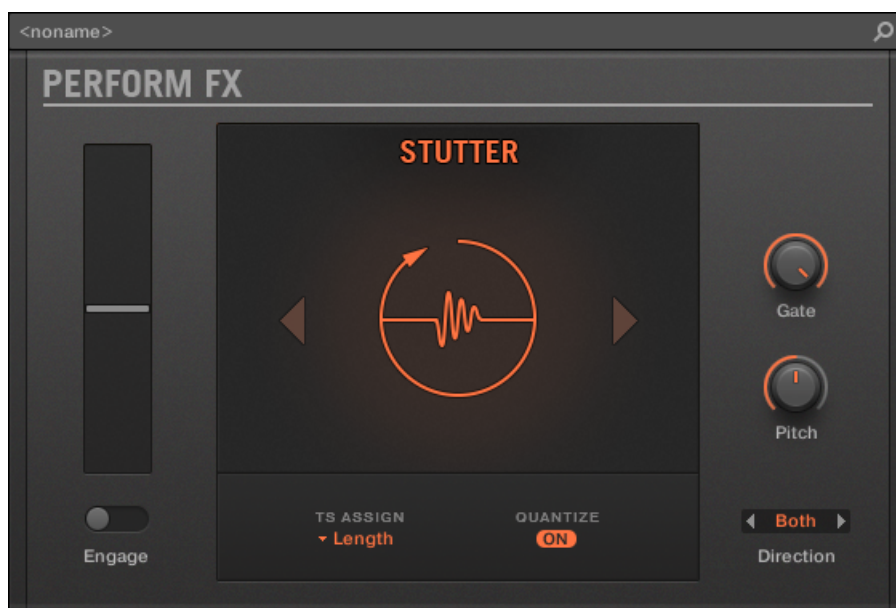 <noname>
PERFORM FX
STUTTER
Gate
Pitch
TS ASSIGN
Length
QUANTIZE
ON
Both
Direction
Engage